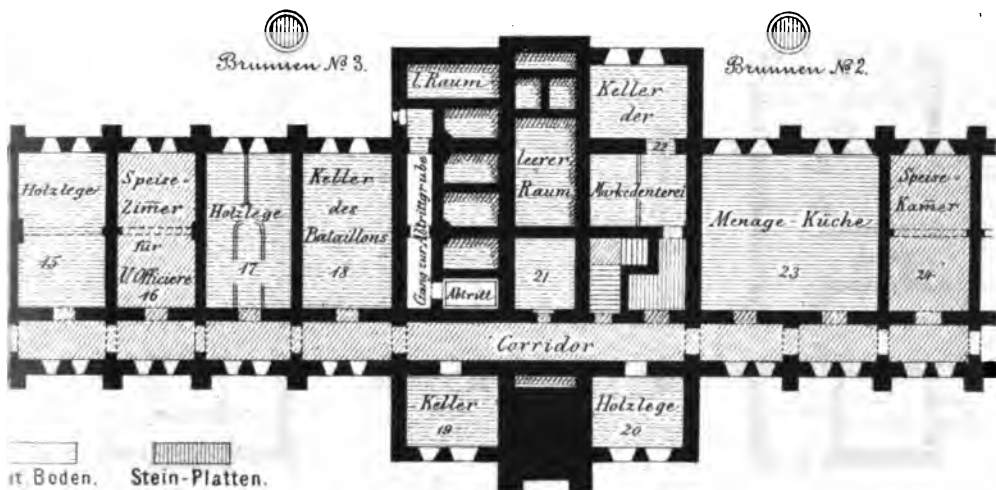 Brunnen № 3.
Brunnen № 2.
l. Raum
Keller
der
22
Markedenterei
leerer
Raum
Holzlege
15
Speise-
Zimer
für
U'Officiere
16
Holzlege
17
Keller
des
Bataillons
18
Gang zur Abtrittgrube
Abtritt
21
Menage-Küche
23
Speise-
Kamer
24
Corridor
Keller
19
Holzlege
20
Boden.
Stein-Platten.